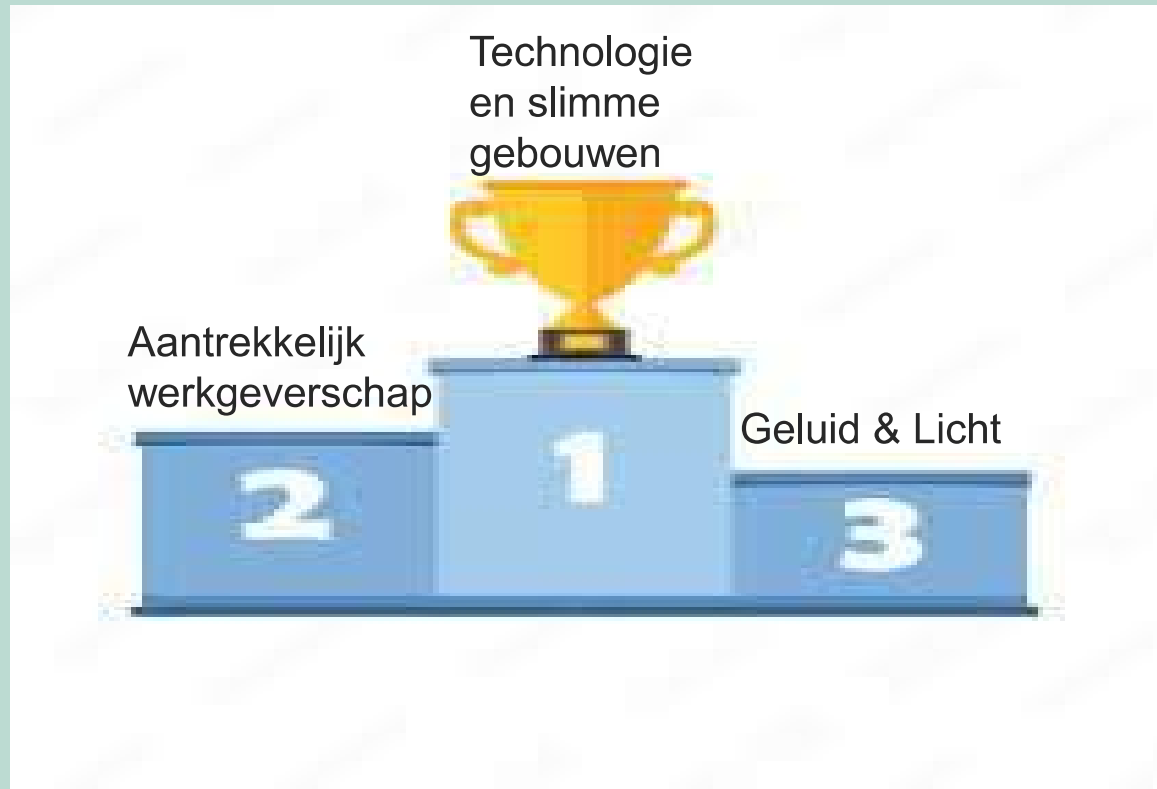 Technologie
en slimme
gebouwen
Aantrekkelijk
werkgeverschap
Geluid & Licht
2
1
3